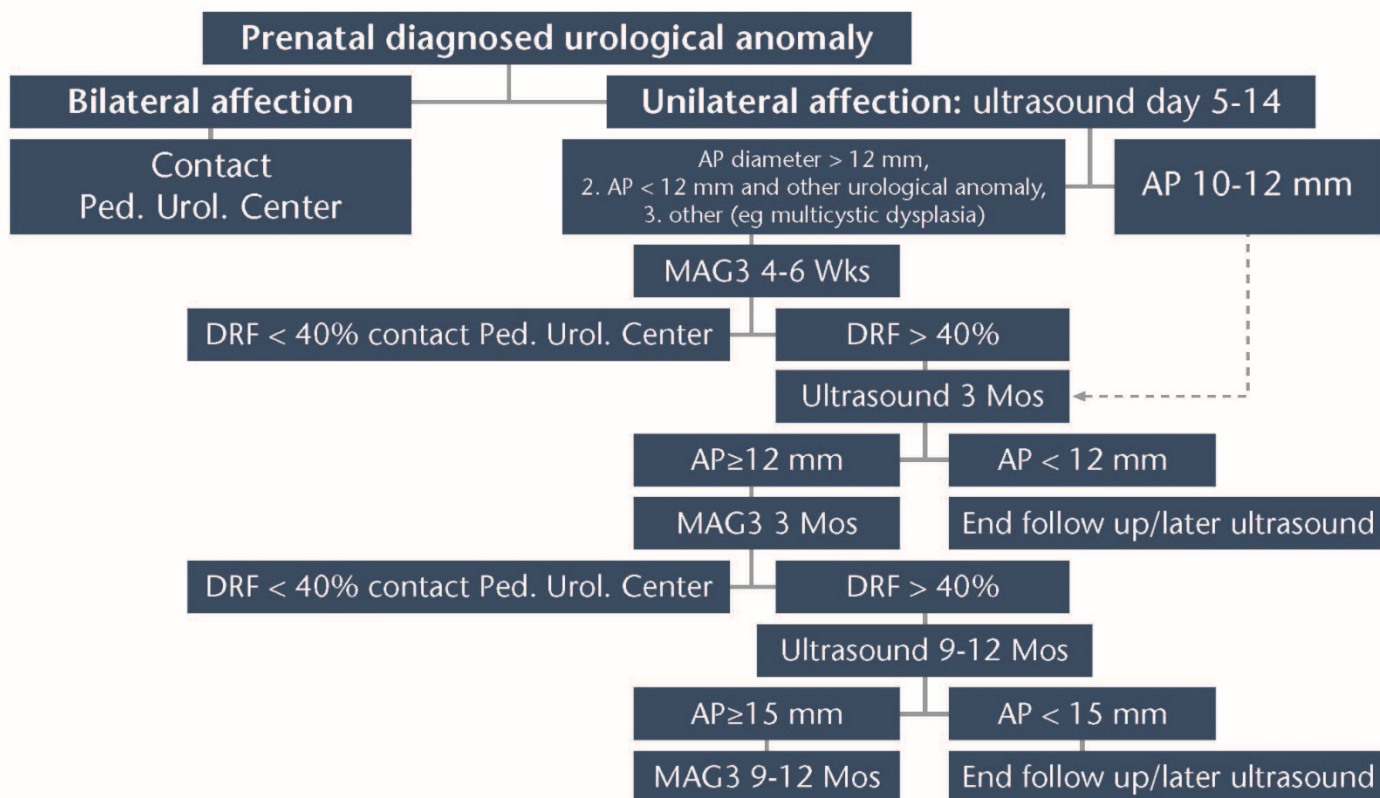 Prenatal diagnosed urological anomaly
Bilateral affection
Unilateral affection: ultrasound day 5-14
Contact
Ped. Urol. Center
AP diameter > 12 mm,
2. AP < 12 mm and other urological anomaly,
3. other (eg multicystic dysplasia)
AP 10-12 mm
MAG3 4-6 Wks
DRF < 40% contact Ped. Urol. Center
DRF > 40%
Ultrasound 3 Mos
AP≥12 mm
AP < 12 mm
MAG3 3 Mos
End follow up/later ultrasound
DRF < 40% contact Ped. Urol. Center
DRF > 40%
Ultrasound 9-12 Mos
AP≥15 mm
AP < 15 mm
MAG3 9-12 Mos
End follow up/later ultrasound